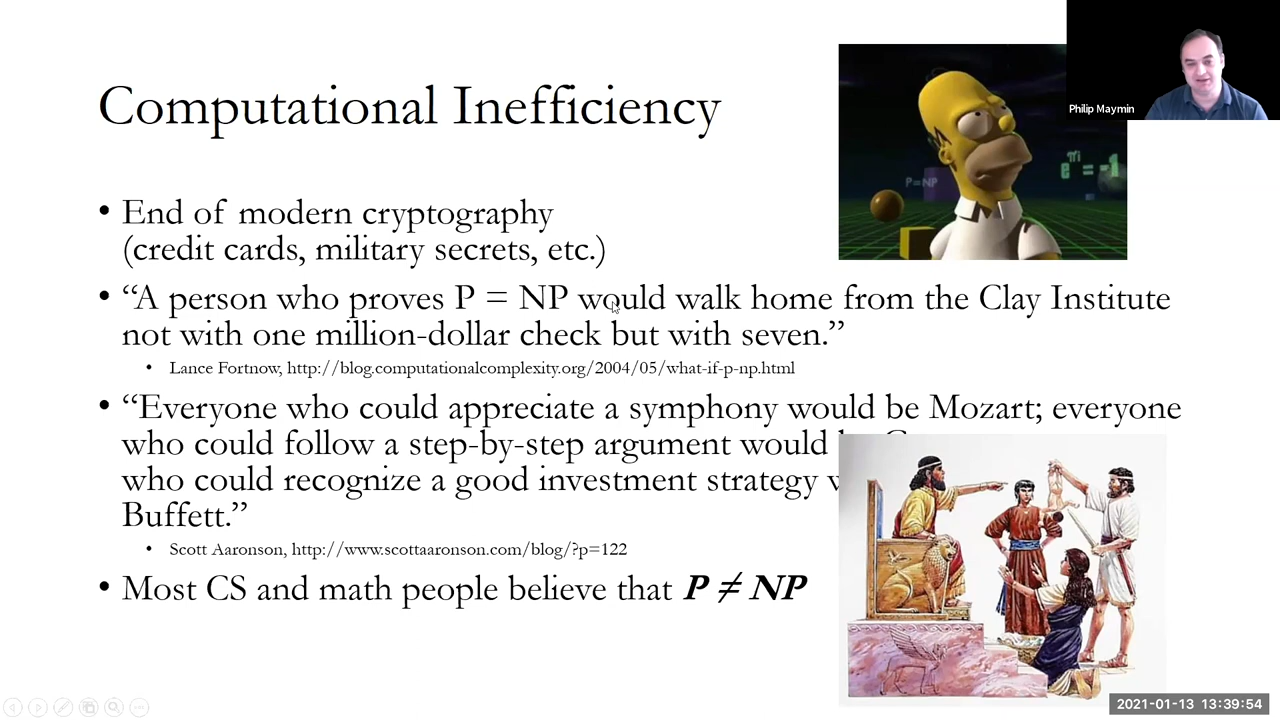 Computational Inefficiency
Philip Maymin
P=NP
e^πi = -1
• End of modern cryptography
(credit cards, military secrets, etc.)
• “A person who proves P = NP would walk home from the Clay Institute
not with one million-dollar check but with seven.”
• Lance Fortnow, http://blog.computationalcomplexity.org/2004/05/what-if-p-np.html
• “Everyone who could appreciate a symphony would be Mozart; everyone
who could follow a step-by-step argument would
who could recognize a good investment strategy
Buffett.”
• Scott Aaronson, http://www.scottaaronson.com/blog/?p=122
• Most CS and math people believe that P ≠ NP
2021-01-13 13:39:54